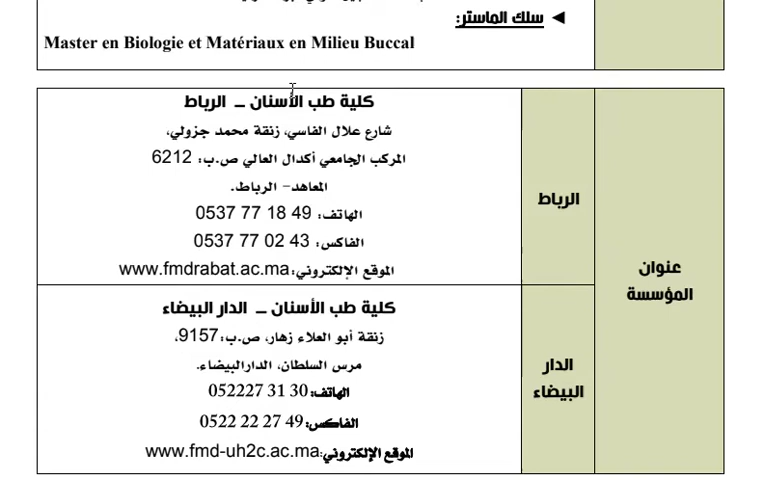 ◄ سلك الماستر:
Master en Biologie et Matériaux en Milieu Buccal
عنوان المؤسسة
الرباط
كلية طب الأسنان – الرباط
شارع علال الفاسي، زنقة محمد جزولي،
المركب الجامعي أكدال العالي ص.ب: 6212
المعاهد- الرباط.
الهاتف: 0537 77 18 49
الفاكس: 0537 77 02 43
الموقع الإلكتروني: www.fmdrabat.ac.ma
الدار البيضاء
كلية طب الأسنان – الدار البيضاء
زنقة أبو العلاء زهار، ص.ب: 9157،
مرس السلطان، الدارالبيضاء.
الهاتف: 052227 31 30
الفاكس: 0522 22 27 49
الموقع الإلكتروني: www.fmd-uh2c.ac.ma